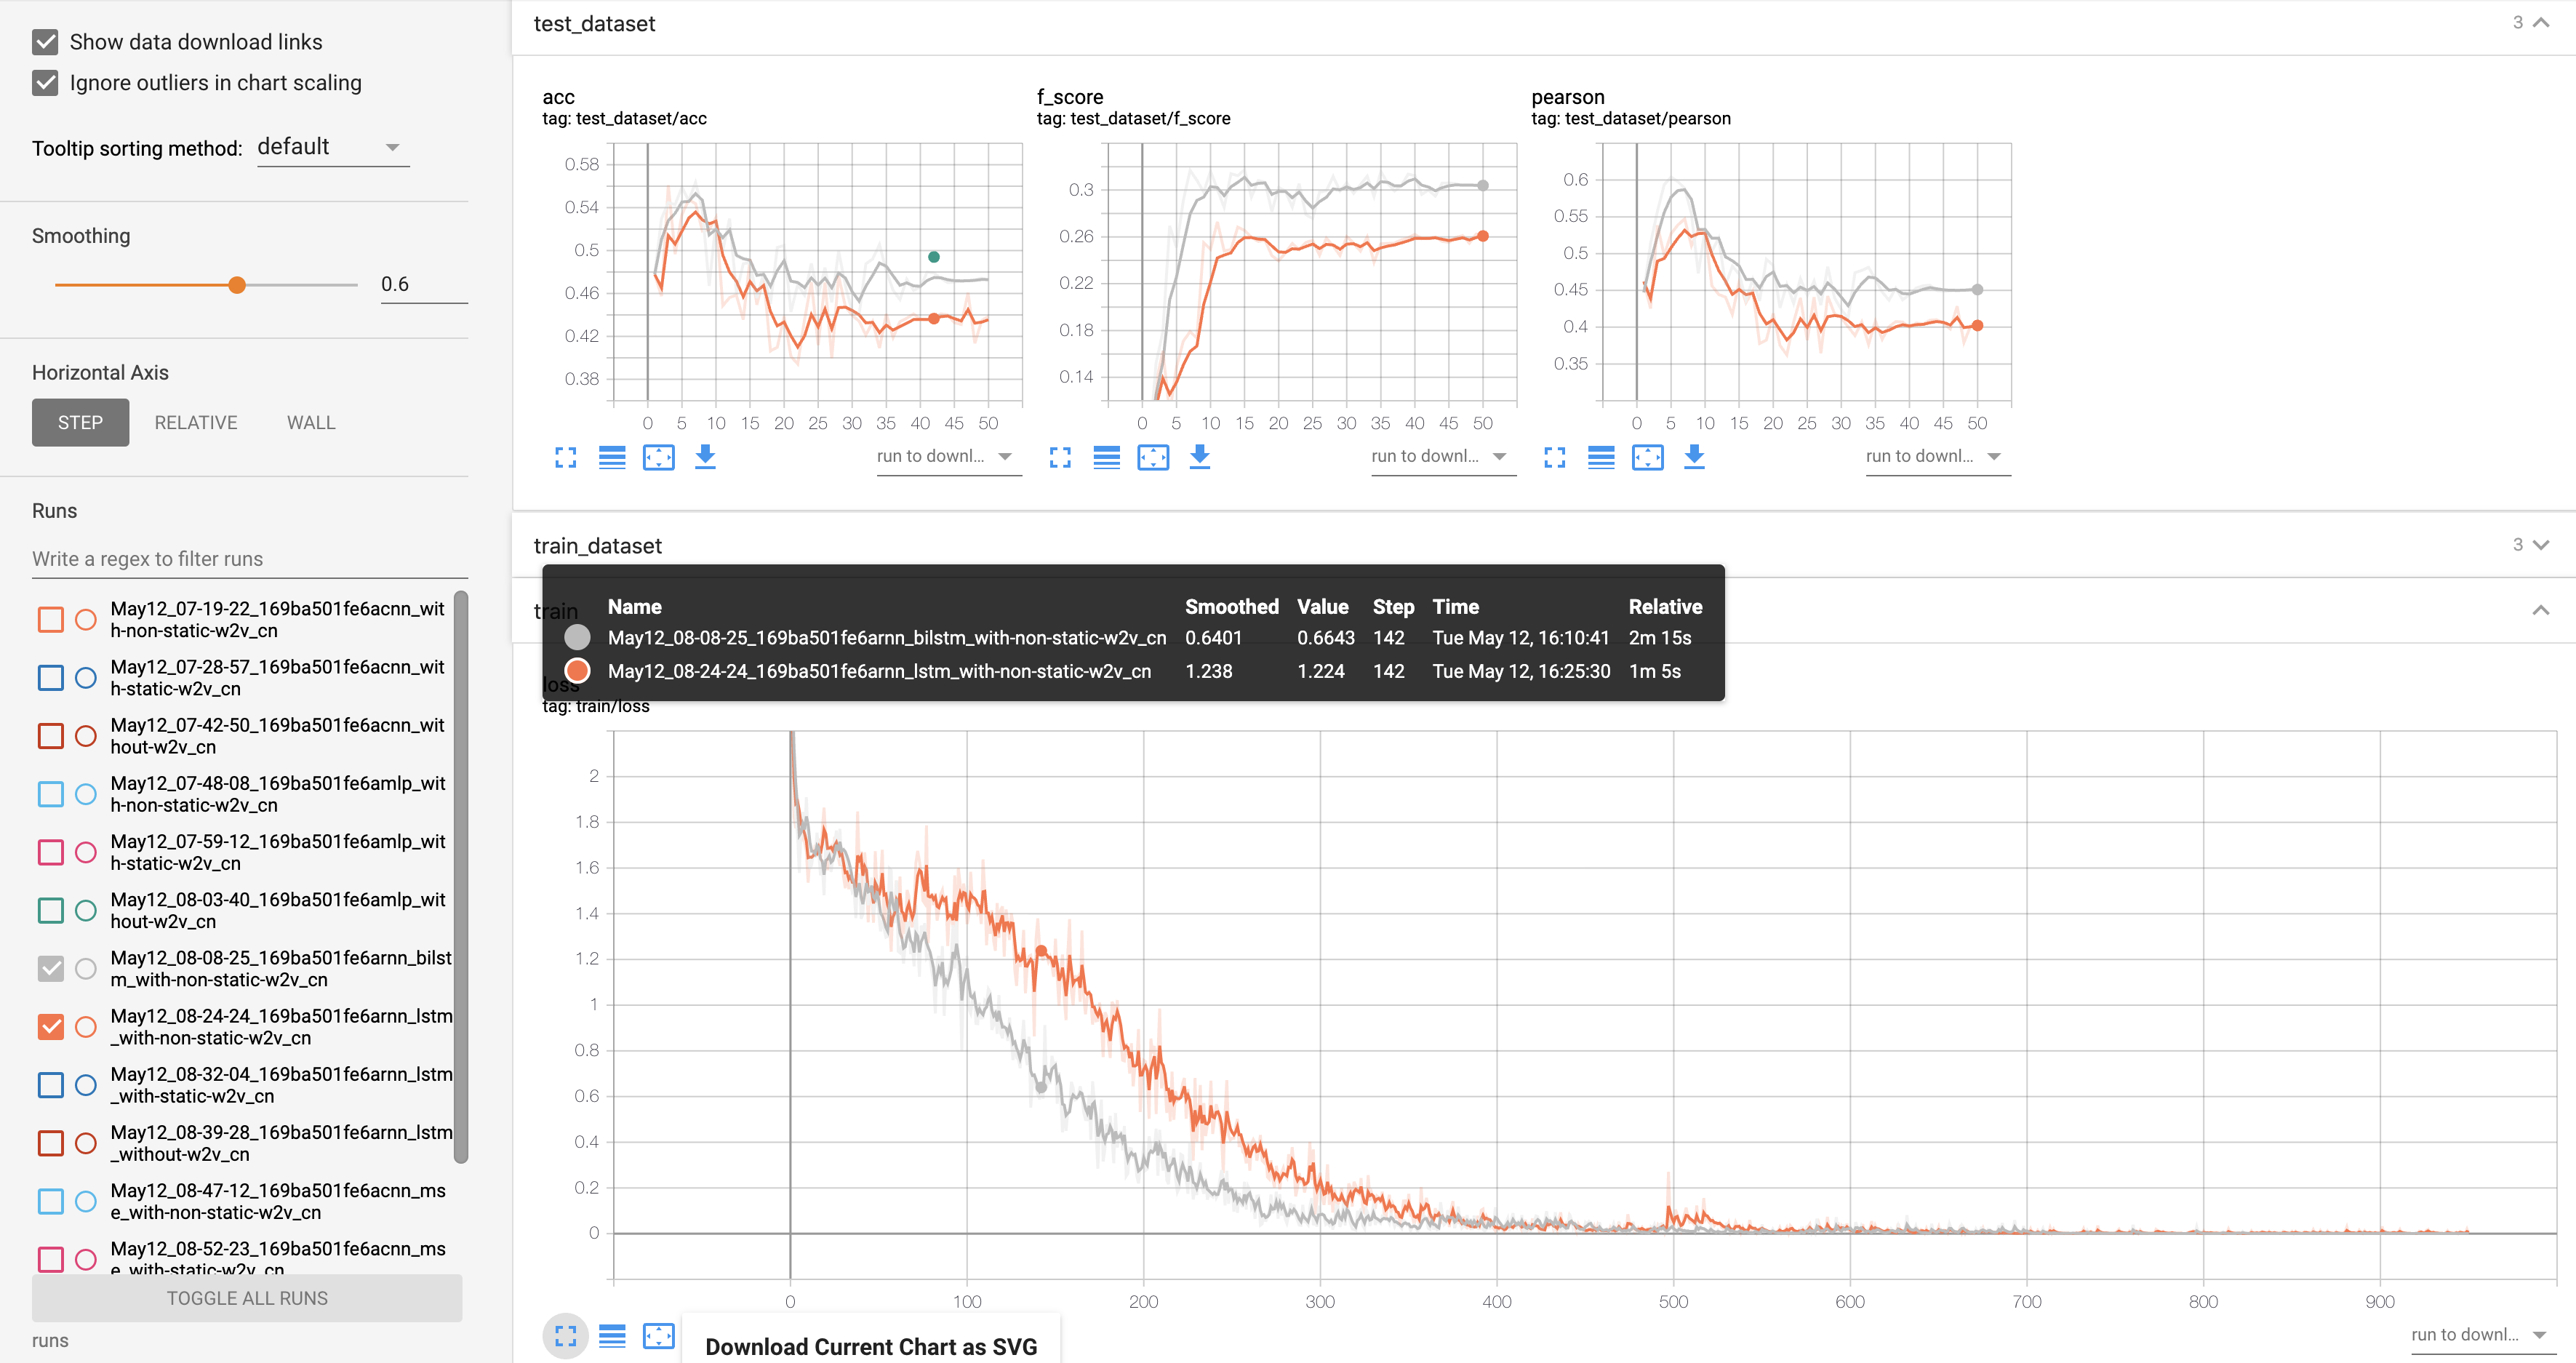 Show data download links
Ignore outliers in chart scaling
Tooltip sorting method: default
Smoothing
0.6
Horizontal Axis
STEP RELATIVE WALL
Runs
Write a regex to filter runs
May12_07-19-22_169ba501fe6acnn_wit
h-non-static-w2v_cn
May12_07-28-57_169ba501fe6acnn_wit
h-static-w2v_cn
May12_07-42-50_169ba501fe6acnn_wit
hout-w2v_cn
May12_07-48-08_169ba501fe6amlp_wit
h-non-static-w2v_cn
May12_07-59-12_169ba501fe6amlp_wit
h-static-w2v_cn
May12_08-03-40_169ba501fe6amlp_wit
hout-w2v_cn
May12_08-08-25_169ba501fe6arnn_bilst
m_with-non-static-w2v_cn
May12_08-24-24_169ba501fe6arnn_lstm
_with-non-static-w2v_cn
May12_08-32-04_169ba501fe6arnn_lstm
_with-static-w2v_cn
May12_08-39-28_169ba501fe6arnn_lstm
_without-w2v_cn
May12_08-47-12_169ba501fe6acnn_ms
e_with-non-static-w2v_cn
May12_08-52-23_169ba501fe6acnn_ms
e_with-static-w2v_cn
TOGGLE ALL RUNS
runs
test_dataset 3
acc
tag: test_dataset/acc
0.58
0.54
0.5
0.46
0.42
0.38
0 5 10 15 20 25 30 35 40 45 50
run to downl...
f_score
tag: test_dataset/f_score
0.3
0.26
0.22
0.18
0.14
0 5 10 15 20 25 30 35 40 45 50
run to downl...
pearson
tag: test_dataset/pearson
0.6
0.55
0.5
0.45
0.4
0.35
0 5 10 15 20 25 30 35 40 45 50
run to downl...
train_dataset 3
train
Name Smoothed Value Step Time Relative
May12_08-08-25_169ba501fe6arnn_bilstm_with-non-static-w2v_cn 0.6401 0.6643 142 Tue May 12, 16:10:41 2m 15s
May12_08-24-24_169ba501fe6arnn_lstm_with-non-static-w2v_cn 1.238 1.224 142 Tue May 12, 16:25:30 1m 5s
loss
tag: train/loss
2
1.8
1.6
1.4
1.2
1
0.8
0.6
0.4
0.2
0
0 100 200 300 400 500 600 700 800 900
Download Current Chart as SVG
run to downl...